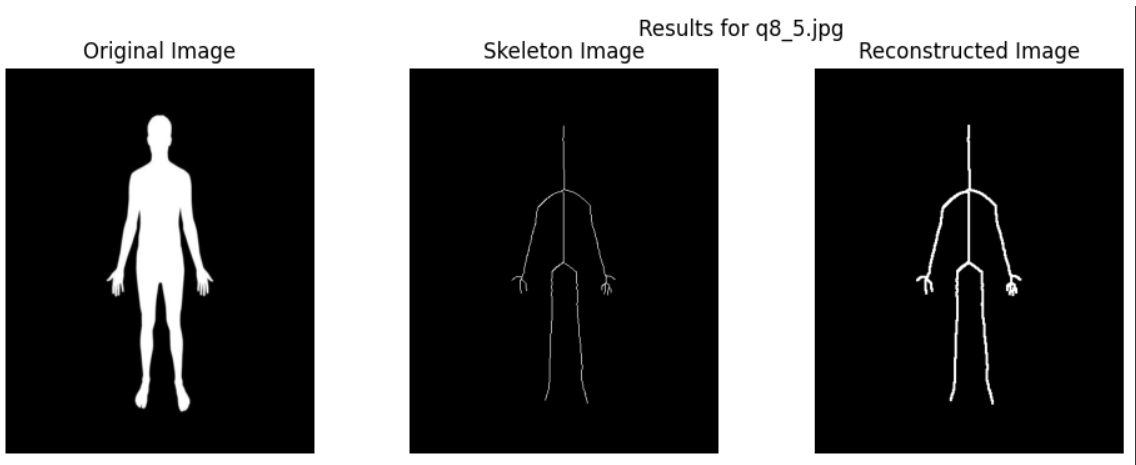 Results for q8_5.jpg
Original Image
Skeleton Image
Reconstructed Image